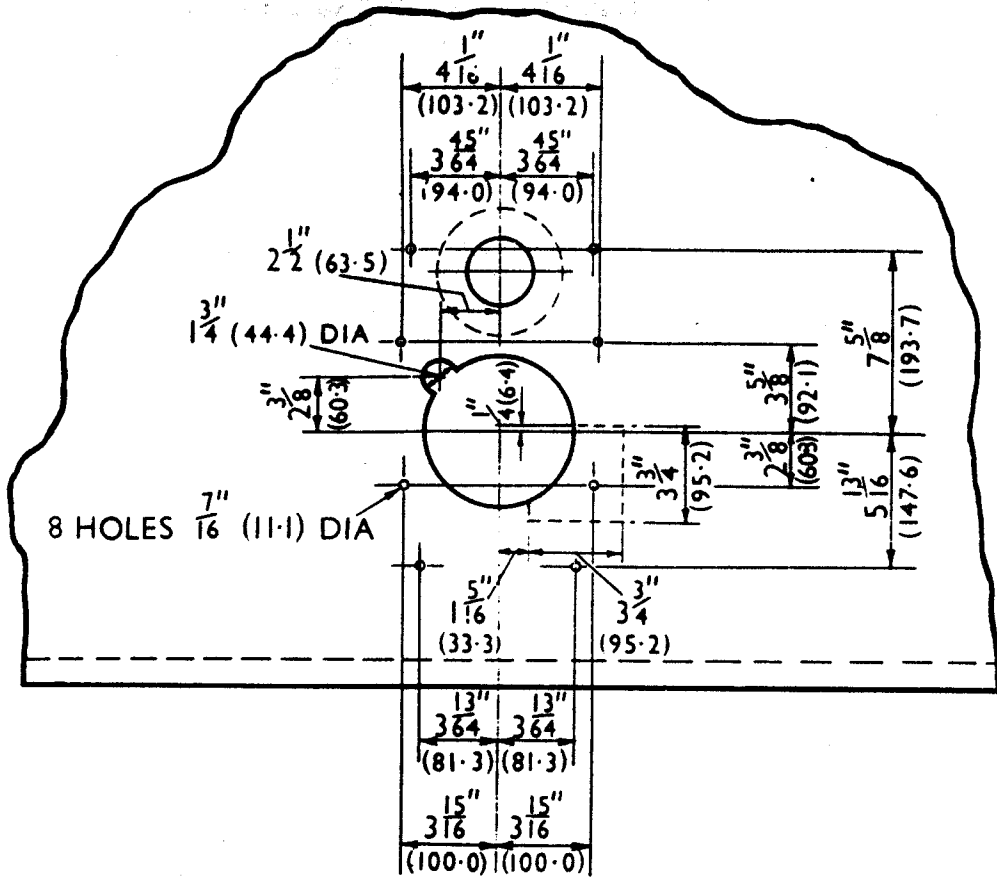 4 1/16" 4 1/16"
(103·2) (103·2)
3 45/64" 3 45/64"
(94·0) (94·0)
2 1/2" (63·5)
1 3/4" (44·4) DIA
2 3/8" (60·3)
1/4" (6·4)
7 5/8" (193·7)
3 5/8" (92·1)
2 3/8" (603)
3 3/4" (95·2)
5 13/16" (147·6)
8 HOLES 7/16" (11·1) DIA
1 5/16" 3 3/4"
(33·3) (95·2)
3 13/64" 3 13/64"
(81·3) (81·3)
3 15/16" 3 15/16"
(100·0) (100·0)